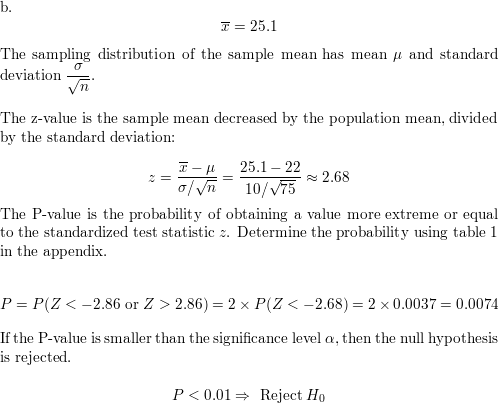 b.
x̅ = 25.1
The sampling distribution of the sample mean has mean μ and standard
deviation σ/√n.
The z-value is the sample mean decreased by the population mean, divided
by the standard deviation:
z = (x̅ − μ)/(σ/√n) = (25.1 − 22)/(10/√75) ≈ 2.68
The P-value is the probability of obtaining a value more extreme or equal
to the standardized test statistic z. Determine the probability using table 1
in the appendix.
P = P(Z < −2.86 or Z > 2.86) = 2 × P(Z < −2.68) = 2 × 0.0037 = 0.0074
If the P-value is smaller than the significance level α, then the null hypothesis
is rejected.
P < 0.01 ⇒ Reject H₀